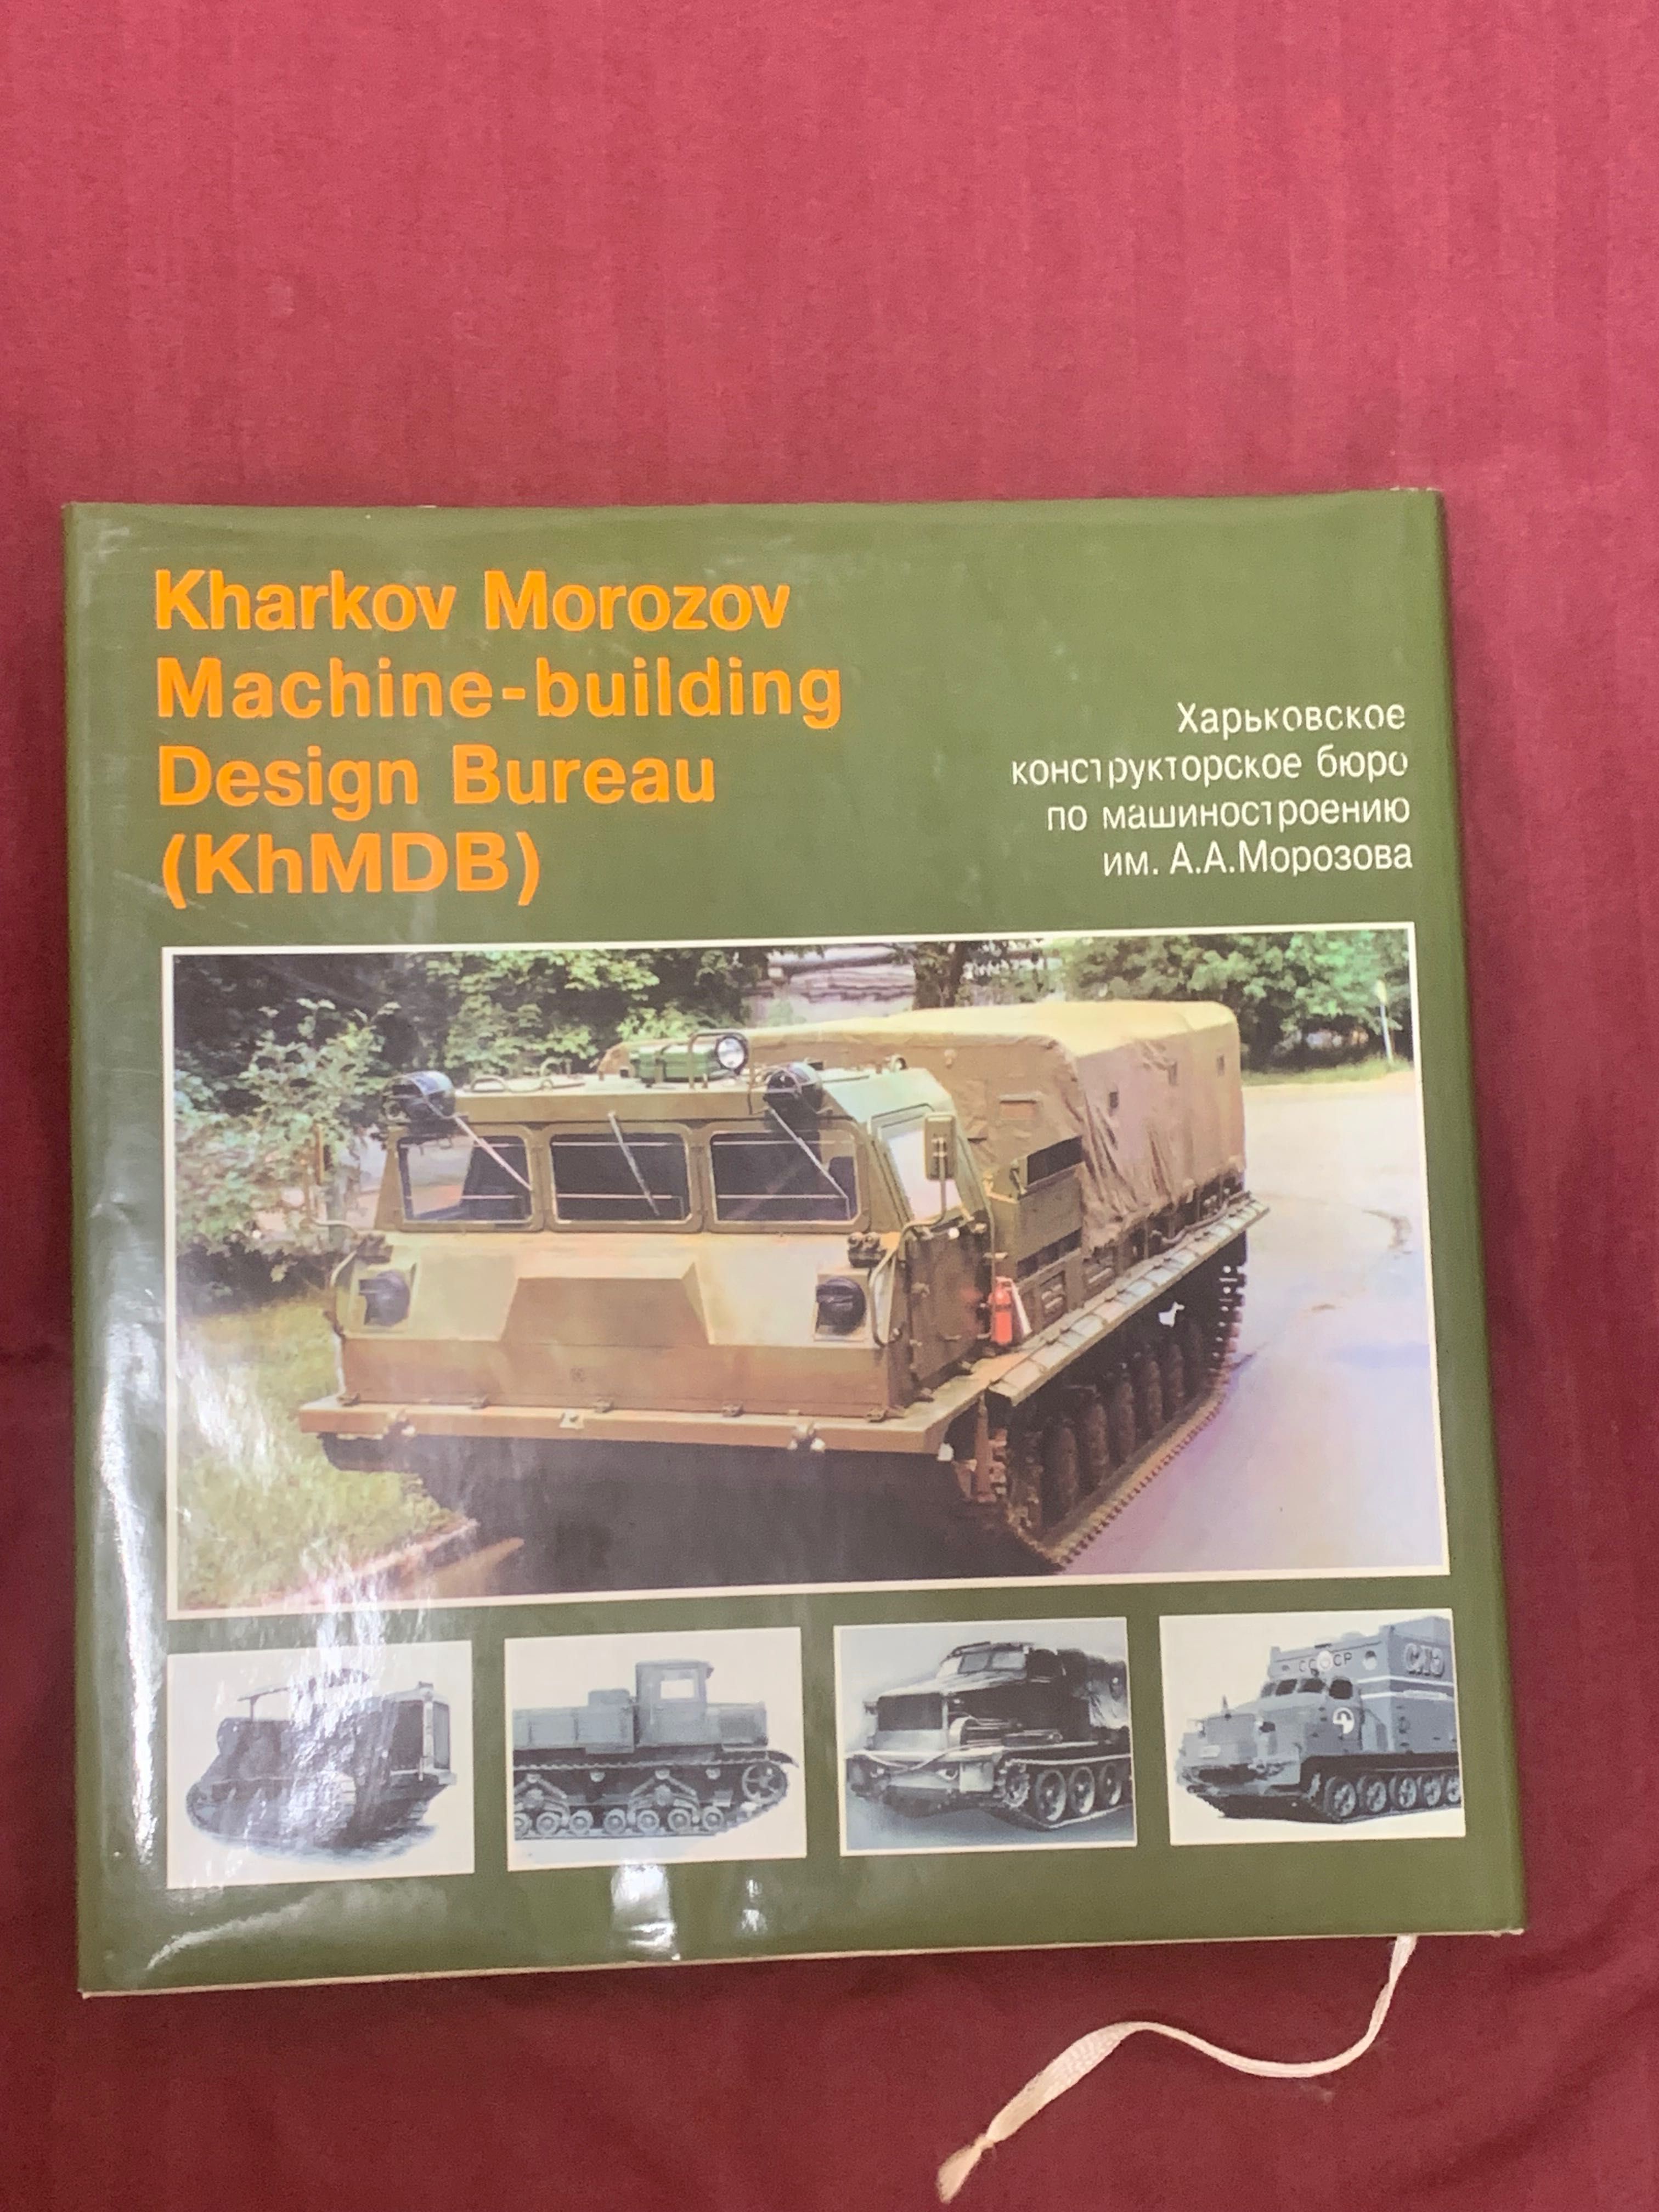 Kharkov Morozov
Machine-building
Design Bureau
(KhMDB)
Харьковское
конструкторское бюро
по машиностроению
им. А.А.Морозова
СССР